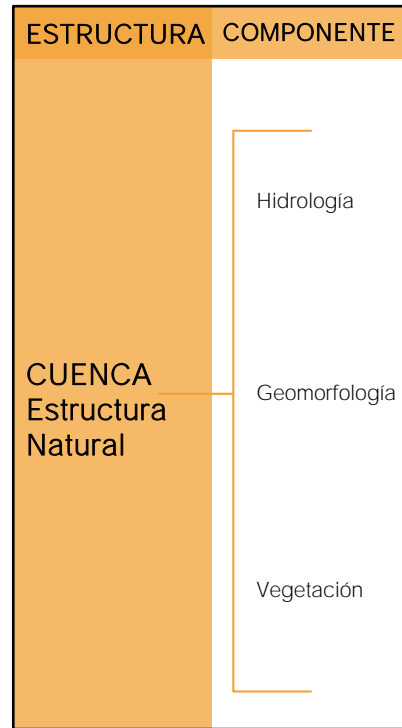 ESTRUCTURA COMPONENTE
Hidrología
CUENCA
Estructura
Natural
Geomorfología
Vegetación